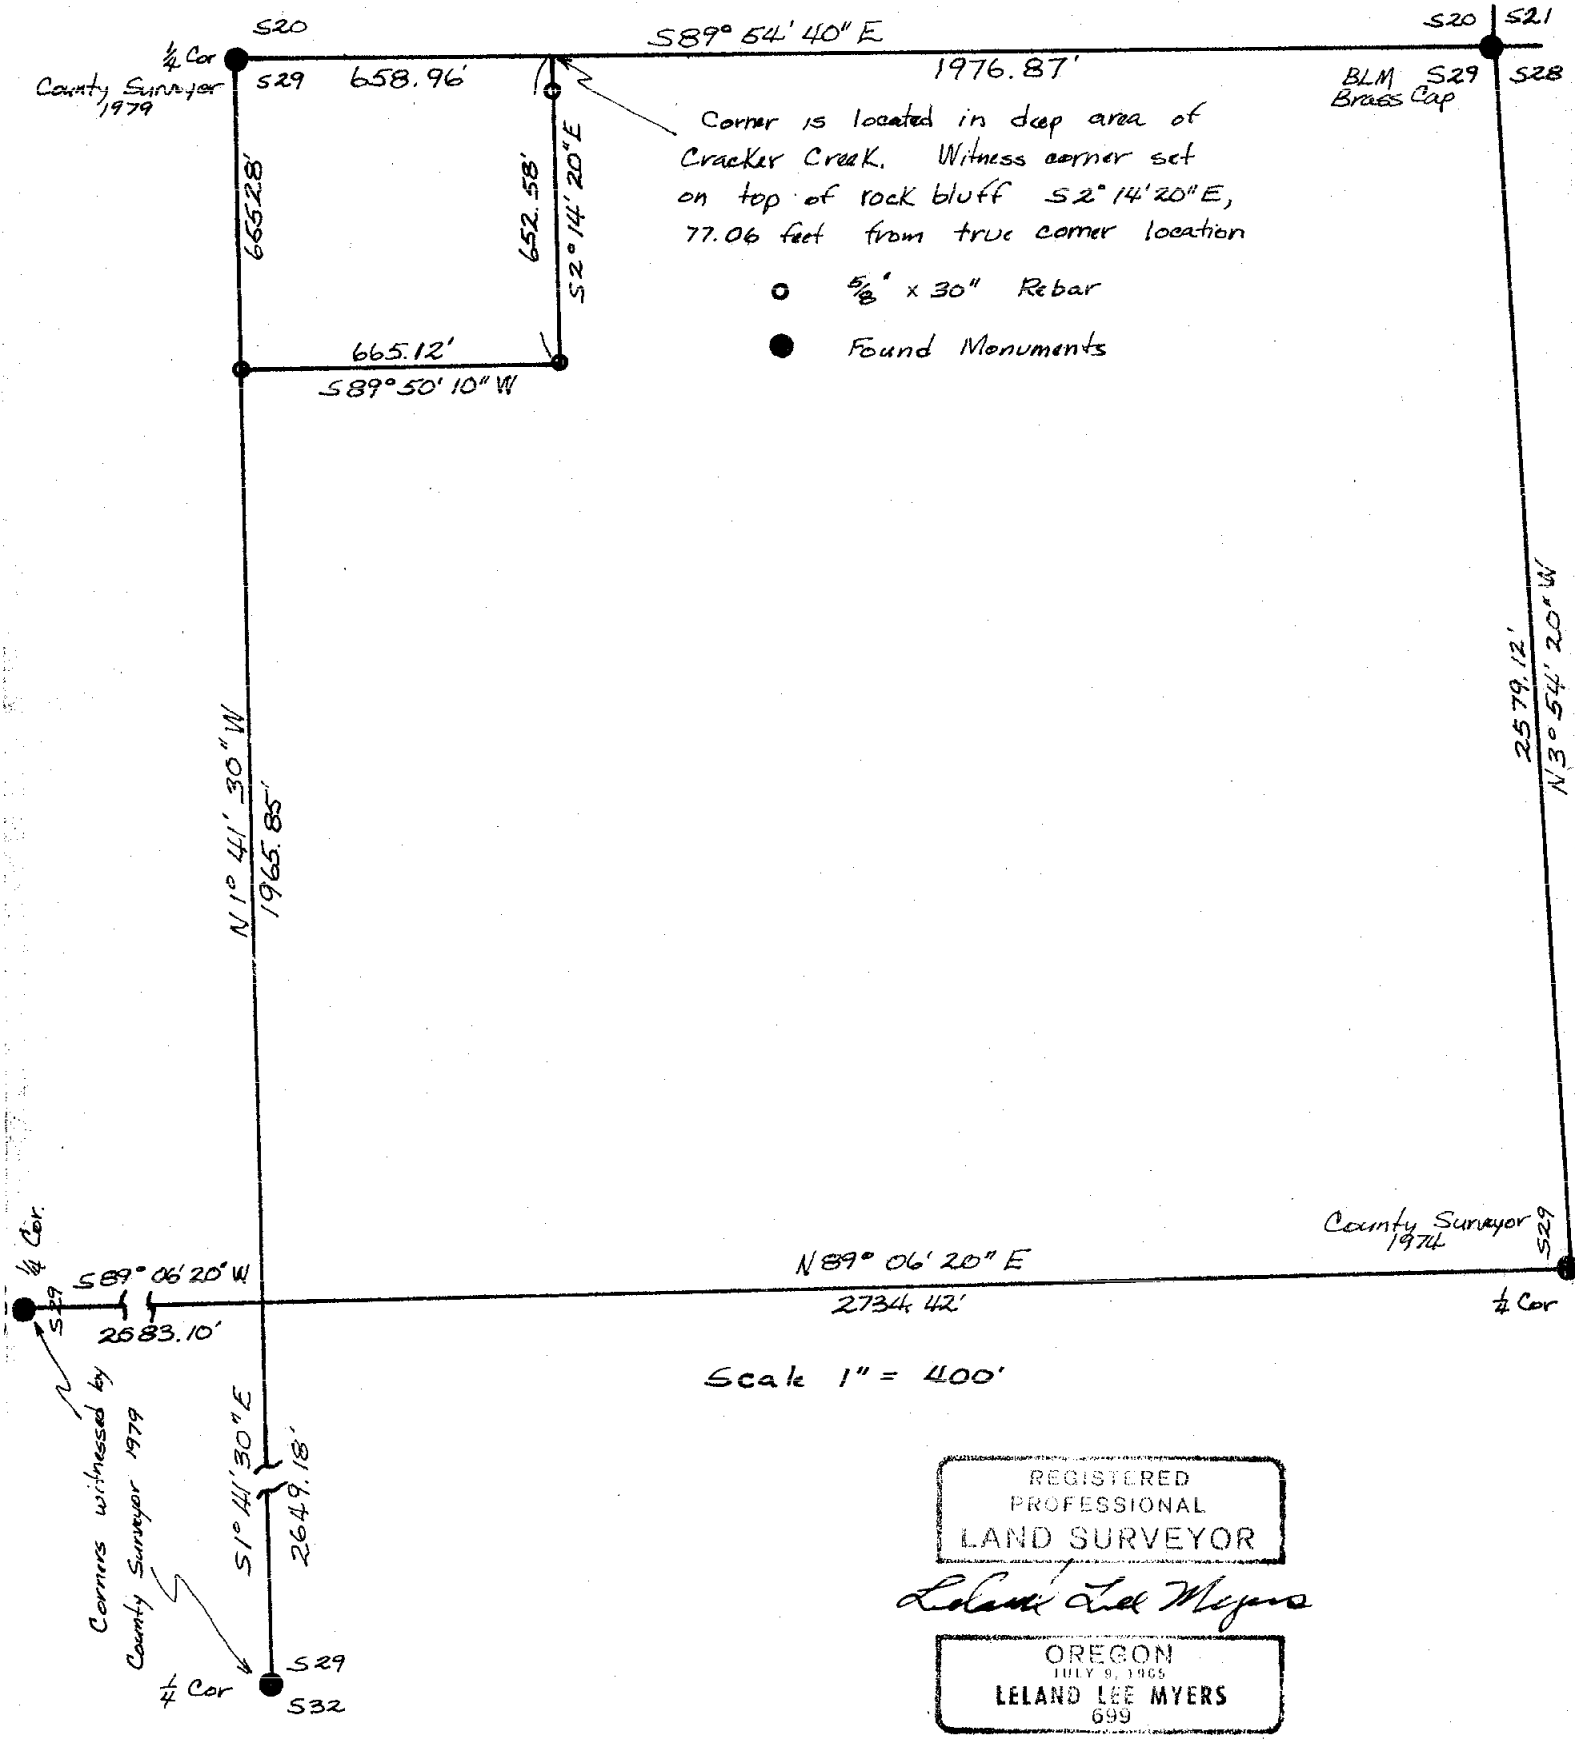 S20
S89° 54' 40" E
S20 | S21
1/4 Cor
S29
658.96'
1976.87'
BLM
S29
S28
County Surveyor
1979
Brass Cap
Corner is located in deep area of
Cracker Creek. Witness corner set
on top of rock bluff S2° 14' 20" E,
77.06 feet from true corner location
655.28'
652.58'
S2° 14' 20" E
5/8" x 30" Rebar
Found Monuments
665.12'
S89° 50' 10" W
N1° 41' 30" W
1965.85'
2579.12'
N3° 54' 20" W
County Surveyor
1974
S29
1/4 Cor
1/4 Cor.
S29
S89° 06' 20" W
2583.10'
N89° 06' 20" E
2734.42'
Scale 1" = 400'
Corners witnessed by
County Surveyor 1979
S1° 41' 30" E
2649.18'
1/4 Cor
S29
S32
REGISTERED
PROFESSIONAL
LAND SURVEYOR
Leland Lee Myers
OREGON
JULY 9, 1965
LELAND LEE MYERS
699